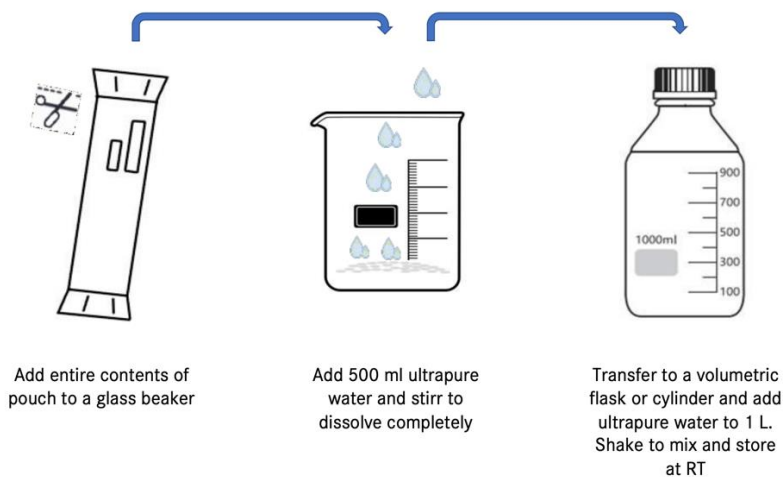 900
700
500
1000ml
300
100
Add entire contents of
pouch to a glass beaker
Add 500 ml ultrapure
water and stirr to
dissolve completely
Transfer to a volumetric
flask or cylinder and add
ultrapure water to 1 L.
Shake to mix and store
at RT